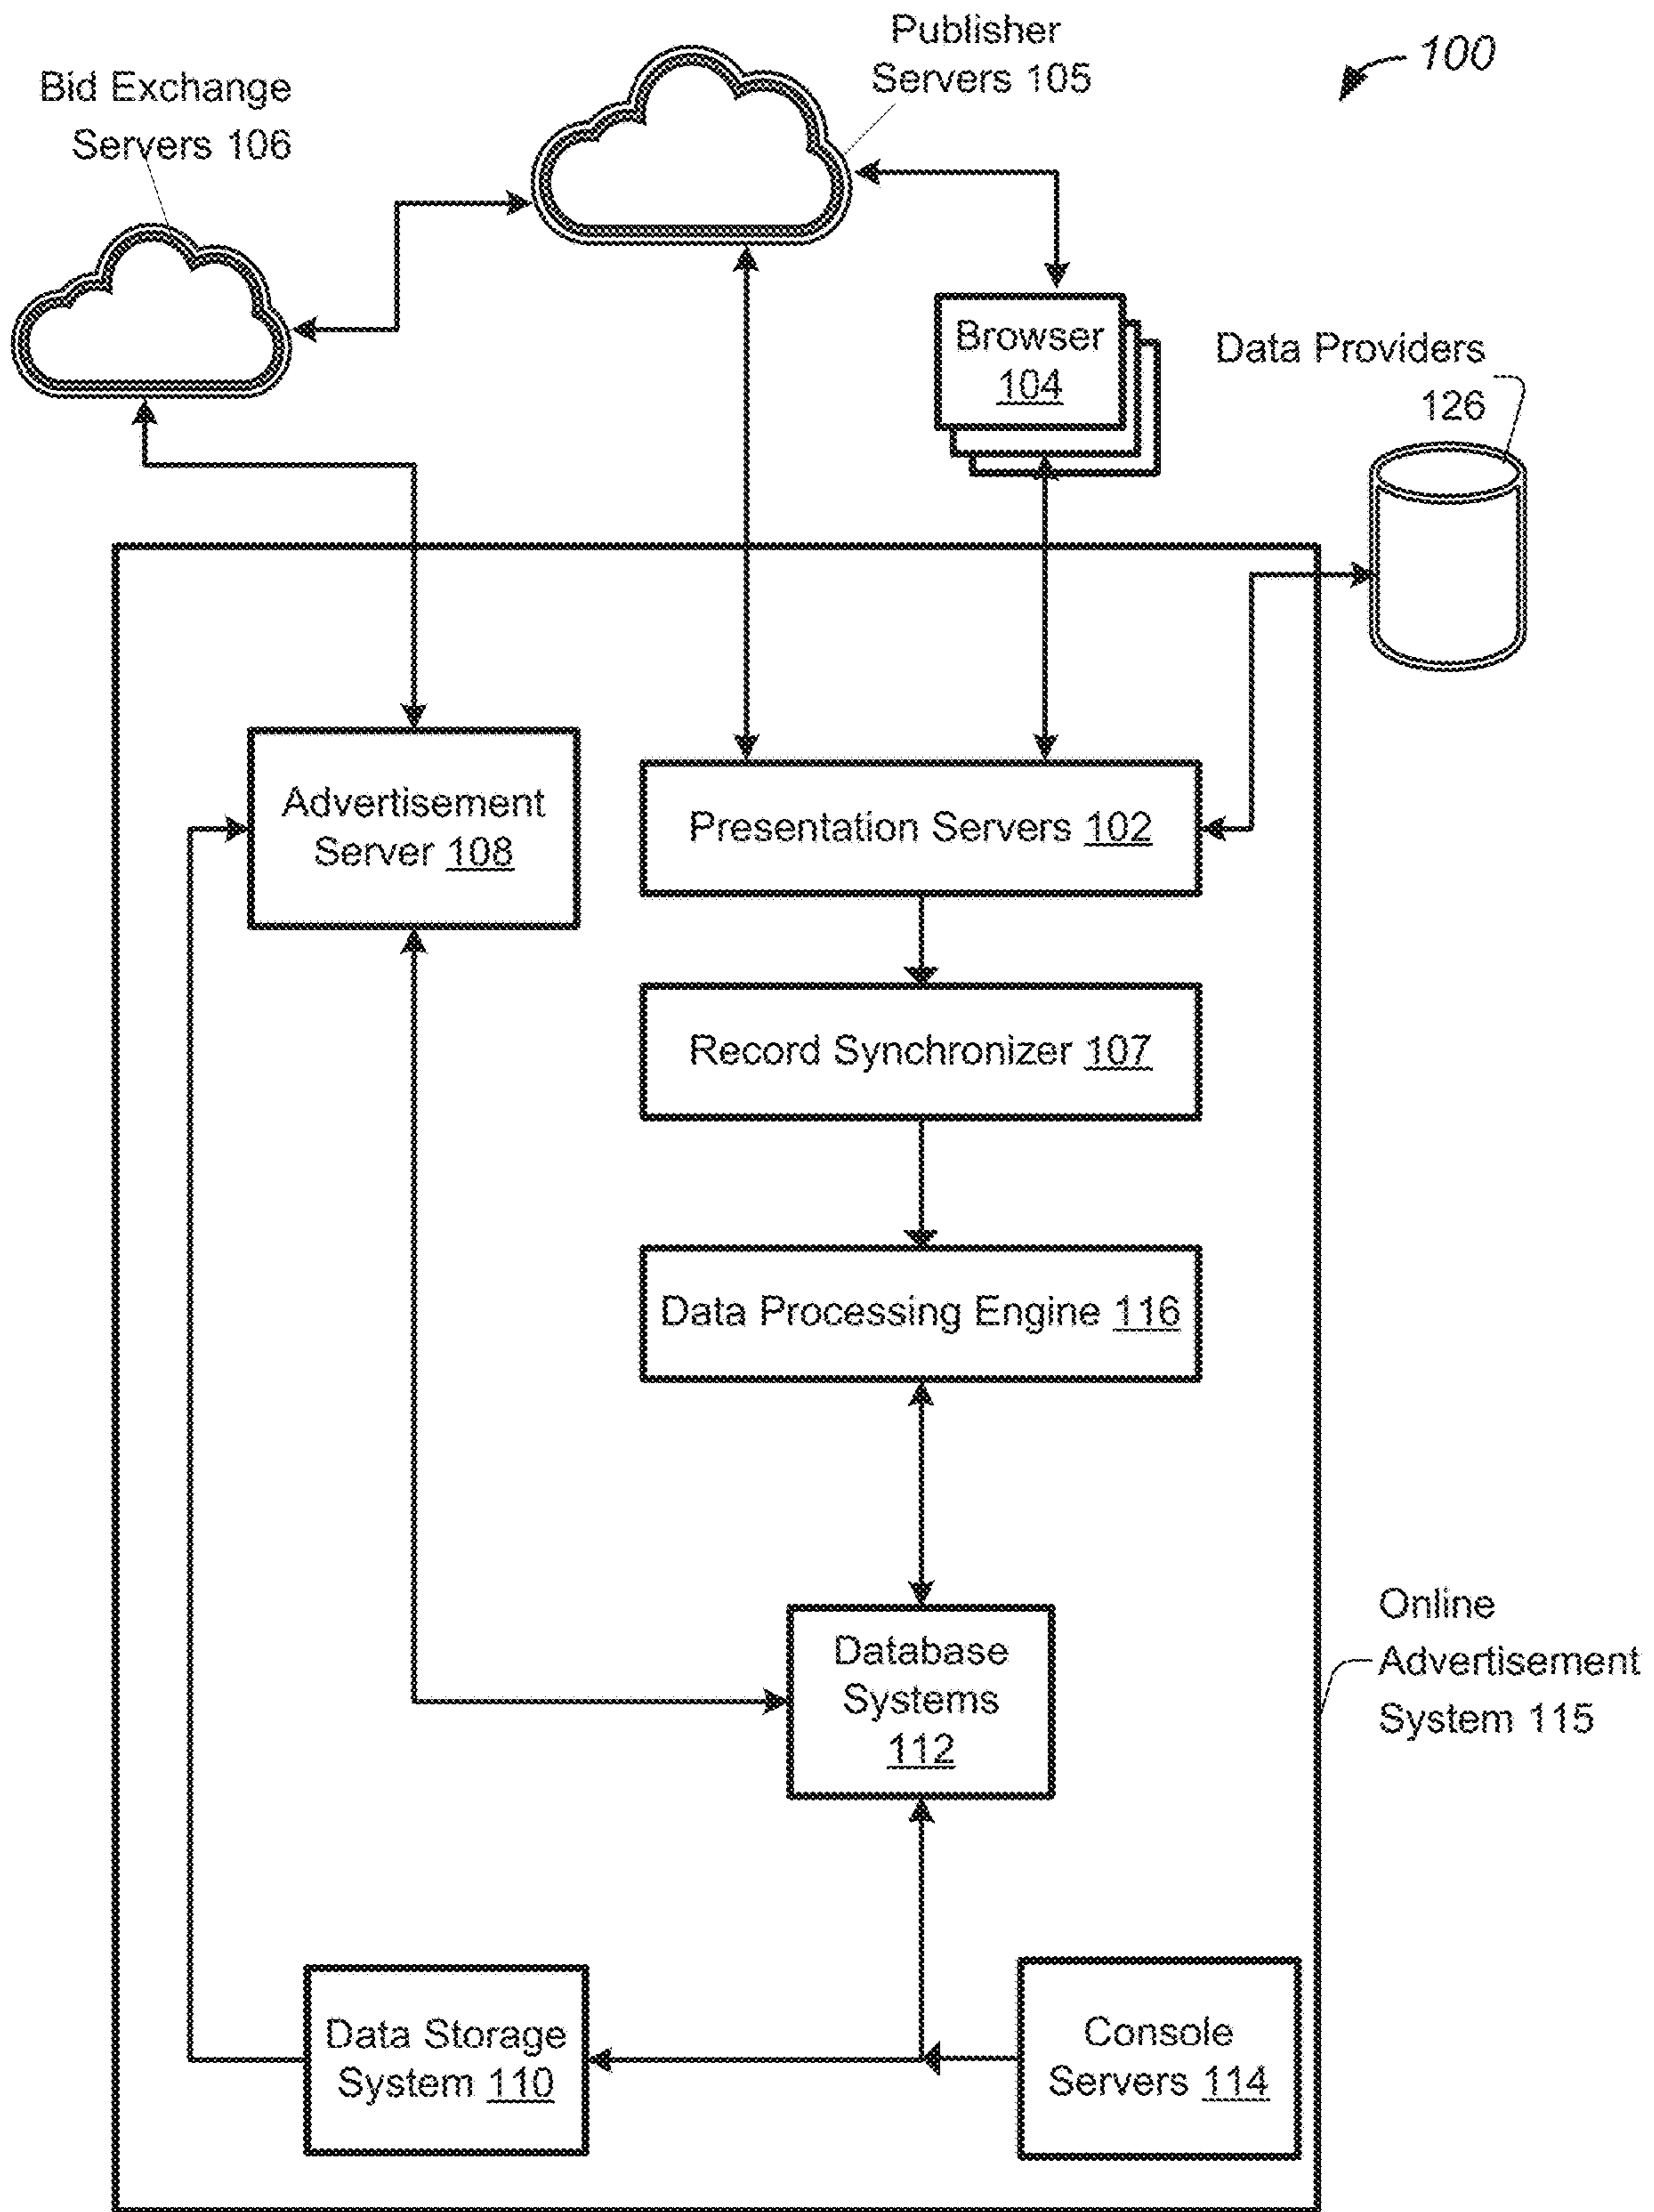 Publisher
Servers 105
100
Bid Exchange
Servers 106
Browser
104
Data Providers
126
Advertisement
Server 108
Presentation Servers 102
Record Synchronizer 107
Data Processing Engine 116
Database
Systems
112
Online
Advertisement
System 115
Data Storage
System 110
Console
Servers 114